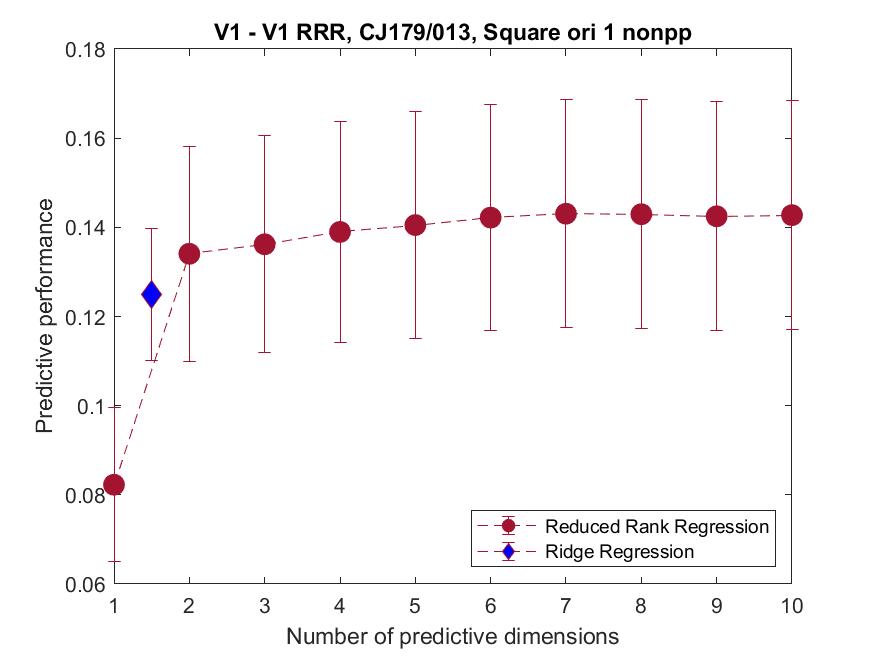 V1 - V1 RRR, CJ179/013, Square ori 1 nonpp
Predictive performance
0.18
0.16
0.14
0.12
0.1
0.08
0.06
1 2 3 4 5 6 7 8 9 10
Number of predictive dimensions
Reduced Rank Regression
Ridge Regression